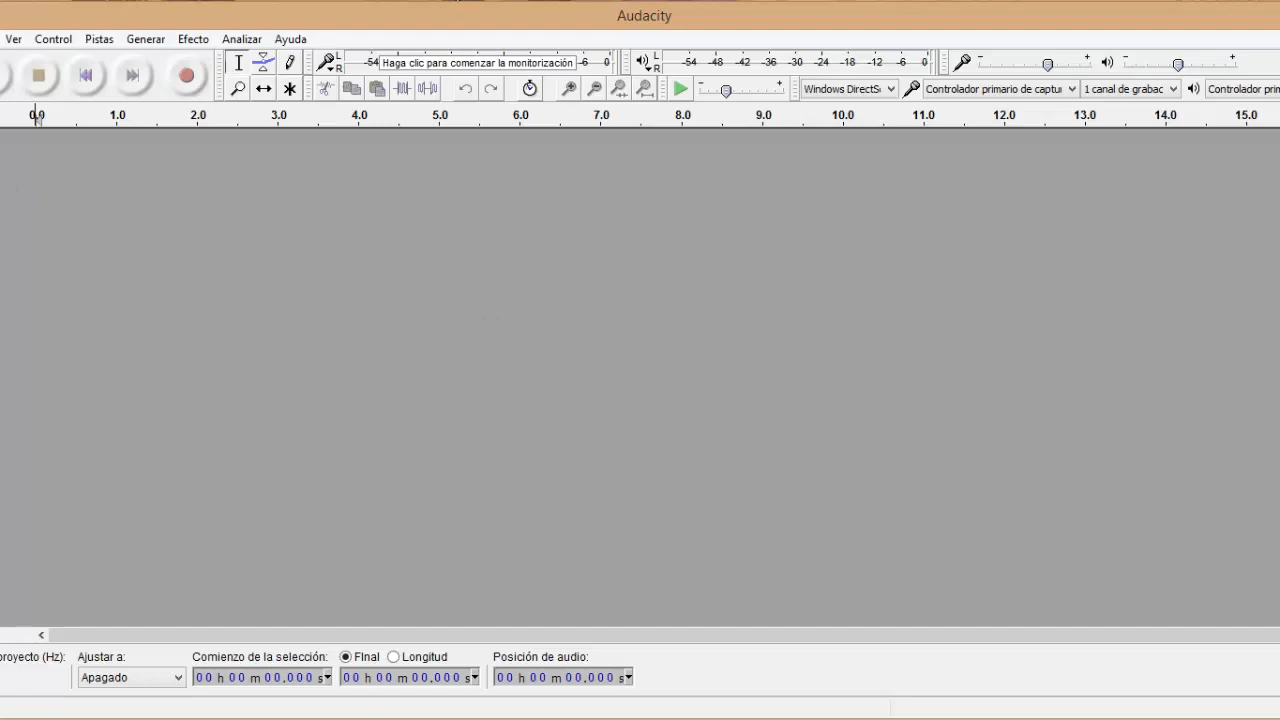 Audacity
Ver Control Pistas Generar Efecto Analizar Ayuda
L R -54 Haga clic para comenzar la monitorización -6 0 L R -54 -48 -42 -36 -30 -24 -18 -12 -6 0 - + - +
- + Windows DirectS Controlador primario de captur 1 canal de grabac Controlador prim
0.0 1.0 2.0 3.0 4.0 5.0 6.0 7.0 8.0 9.0 10.0 11.0 12.0 13.0 14.0 15.0
royecto (Hz): Ajustar a: Comienzo de la selección: FInal Longitud Posición de audio:
Apagado 00 h 00 m 00.000 s 00 h 00 m 00.000 s 00 h 00 m 00.000 s